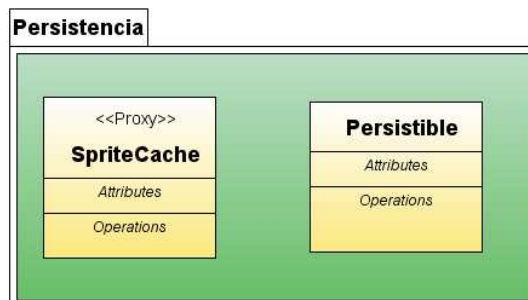 Persistencia
<<Proxy>>
SpriteCache
Attributes
Operations
Persistible
Attributes
Operations